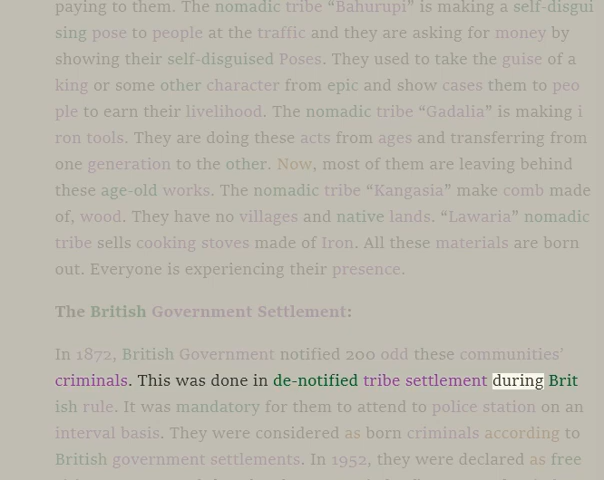 paying to them. The nomadic tribe “Bahurupi” is making a self-disgui
sing pose to people at the traffic and they are asking for money by
showing their self-disguised Poses. They used to take the guise of a
king or some other character from epic and show cases them to peo
ple to earn their livelihood. The nomadic tribe “Gadalia” is making i
ron tools. They are doing these acts from ages and transferring from
one generation to the other. Now, most of them are leaving behind
these age-old works. The nomadic tribe “Kangasia” make comb made
of, wood. They have no villages and native lands. “Lawaria” nomadic
tribe sells cooking stoves made of Iron. All these materials are born
out. Everyone is experiencing their presence.
The British Government Settlement:
In 1872, British Government notified 200 odd these communities’
criminals. This was done in de-notified tribe settlement during Brit
ish rule. It was mandatory for them to attend to police station on an
interval basis. They were considered as born criminals according to
British government settlements. In 1952, they were declared as free